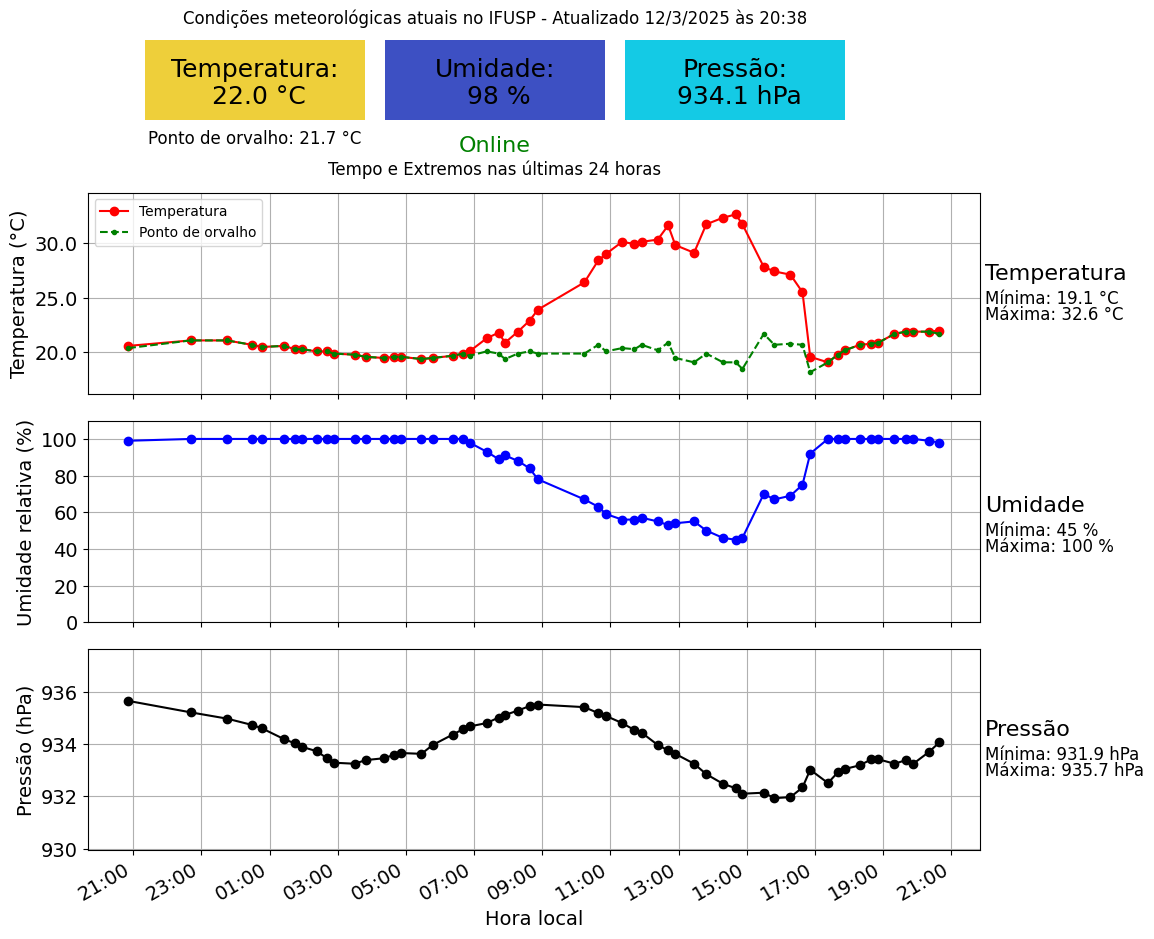 Condições meteorológicas atuais no IFUSP - Atualizado 12/3/2025 às 20:38
Temperatura:
22.0 °C
Umidade:
98 %
Pressão:
934.1 hPa
Ponto de orvalho: 21.7 °C
Online
Tempo e Extremos nas últimas 24 horas
Temperatura (°C)
30.0
25.0
20.0
Temperatura
Ponto de orvalho
Temperatura
Mínima: 19.1 °C
Máxima: 32.6 °C
Umidade relativa (%)
100
80
60
40
20
0
Umidade
Mínima: 45 %
Máxima: 100 %
Pressão (hPa)
936
934
932
930
Pressão
Mínima: 931.9 hPa
Máxima: 935.7 hPa
21:00 23:00 01:00 03:00 05:00 07:00 09:00 11:00 13:00 15:00 17:00 19:00 21:00
Hora local